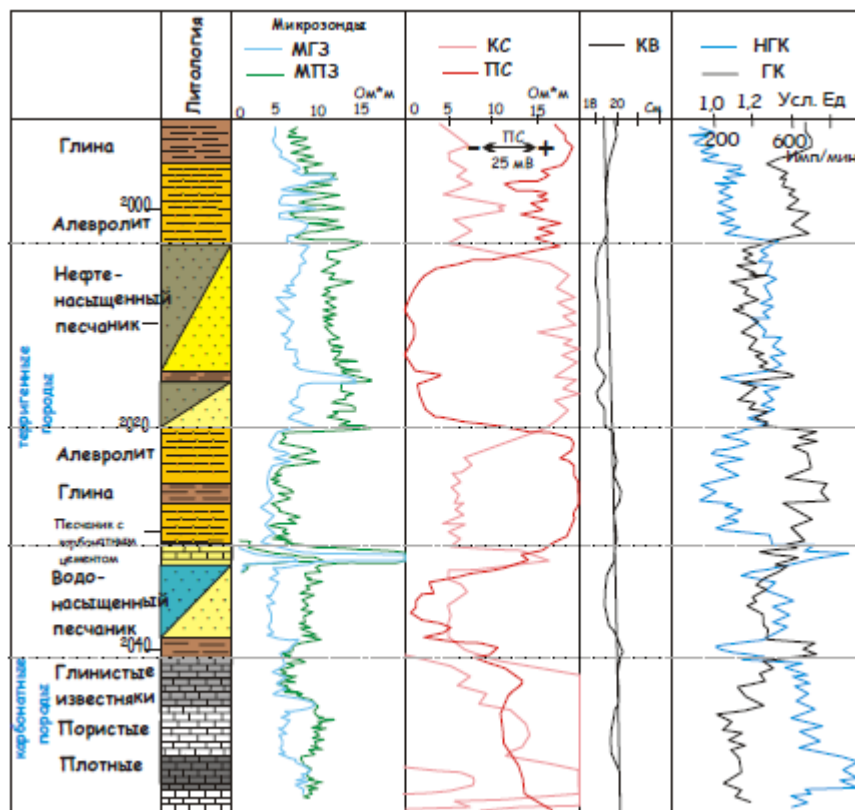 Литология
Микрозонды
МГЗ
МПЗ
Ом*м
0 5 10 15
КС
ПС
Ом*м
0 5 10 15
ПС
- +
25 мВ
КВ
18 20 См
НГК
ГК
1,0 1,2 Усл. Ед
200 600
Имп/мин
Глина
2000
Алевролит
Нефте-
насыщенный
песчаник
терригенные
породы
2020
Алевролит
Глина
Песчаник с
карбонатным
цементом
Водо-
насыщенный
песчаник
2040
карбонатные
породы
Глинистые
известняки
Пористые
Плотные